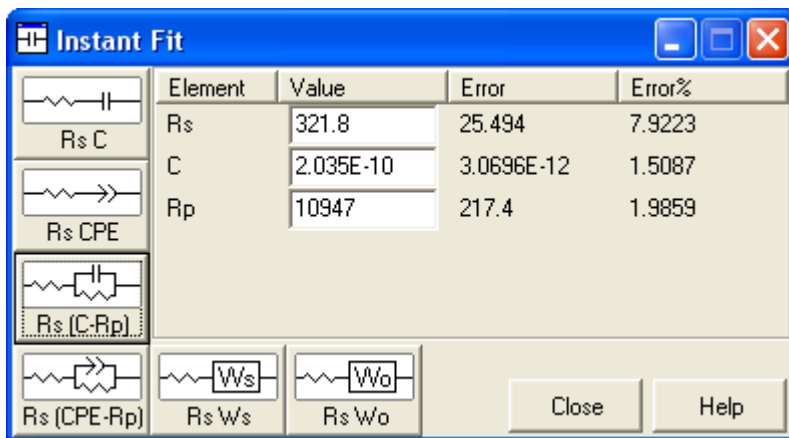 Instant Fit
Element Value Error Error%
Rs 321.8 25.494 7.9223
C 2.035E-10 3.0696E-12 1.5087
Rp 10947 217.4 1.9859
Rs C
Rs CPE
Rs (C-Rp)
Rs (CPE-Rp)
Ws
Rs Ws
Wo
Rs Wo
Close
Help